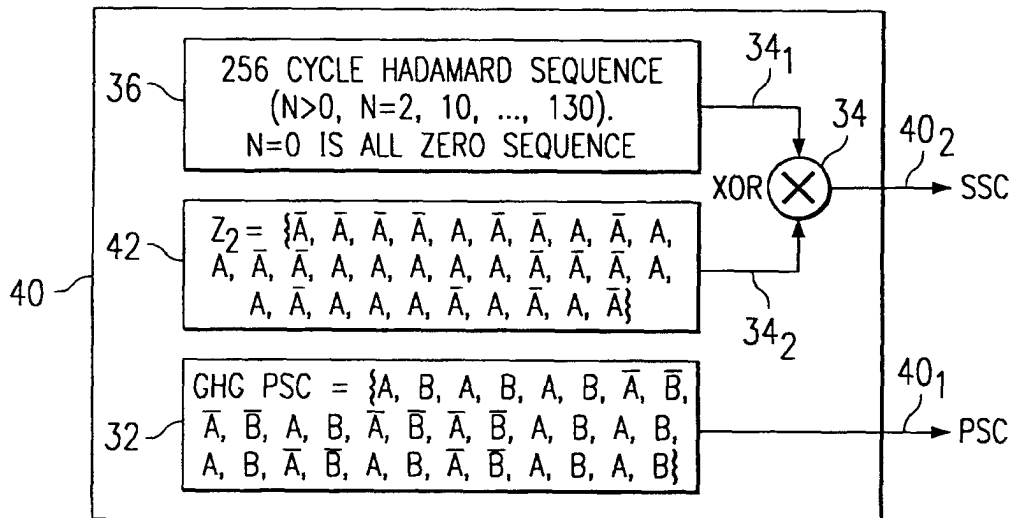 256 CYCLE HADAMARD SEQUENCE
(N>0, N=2, 10, ..., 130).
N=0 IS ALL ZERO SEQUENCE
36
34₁
34
XOR
40₂
SSC
Z₂ = {A̅, A̅, A̅, A̅, A, A̅, A̅, A, A̅, A,
A, A̅, A̅, A, A, A, A, A, A̅, A̅, A̅, A,
A, A̅, A, A, A, A̅, A, A̅, A, A̅}
42
34₂
40
GHG PSC = {A, B, A, B, A, B, A̅, B̅,
A̅, B̅, A, B, A̅, B̅, A̅, B̅, A, B, A, B,
A, B, A̅, B̅, A, B, A̅, B̅, A, B, A, B}
32
40₁
PSC